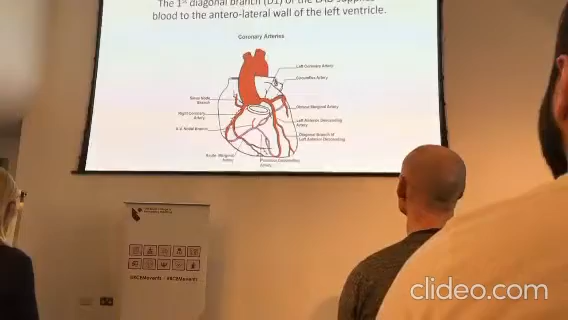 The 1st diagonal branch (D1) of the LAD supplies
blood to the antero-lateral wall of the left ventricle.
Coronary Arteries
Left Coronary Artery
Circumflex Artery
Sinus Node
Branch
Obtuse Marginal Artery
Right Coronary
Artery
Left Anterior Descending
Artery
A.V. Nodal Branch
Diagonal Branch of
Left Anterior Descending
Acute Marginal
Artery
Posterior Descending
Artery
clideo.com